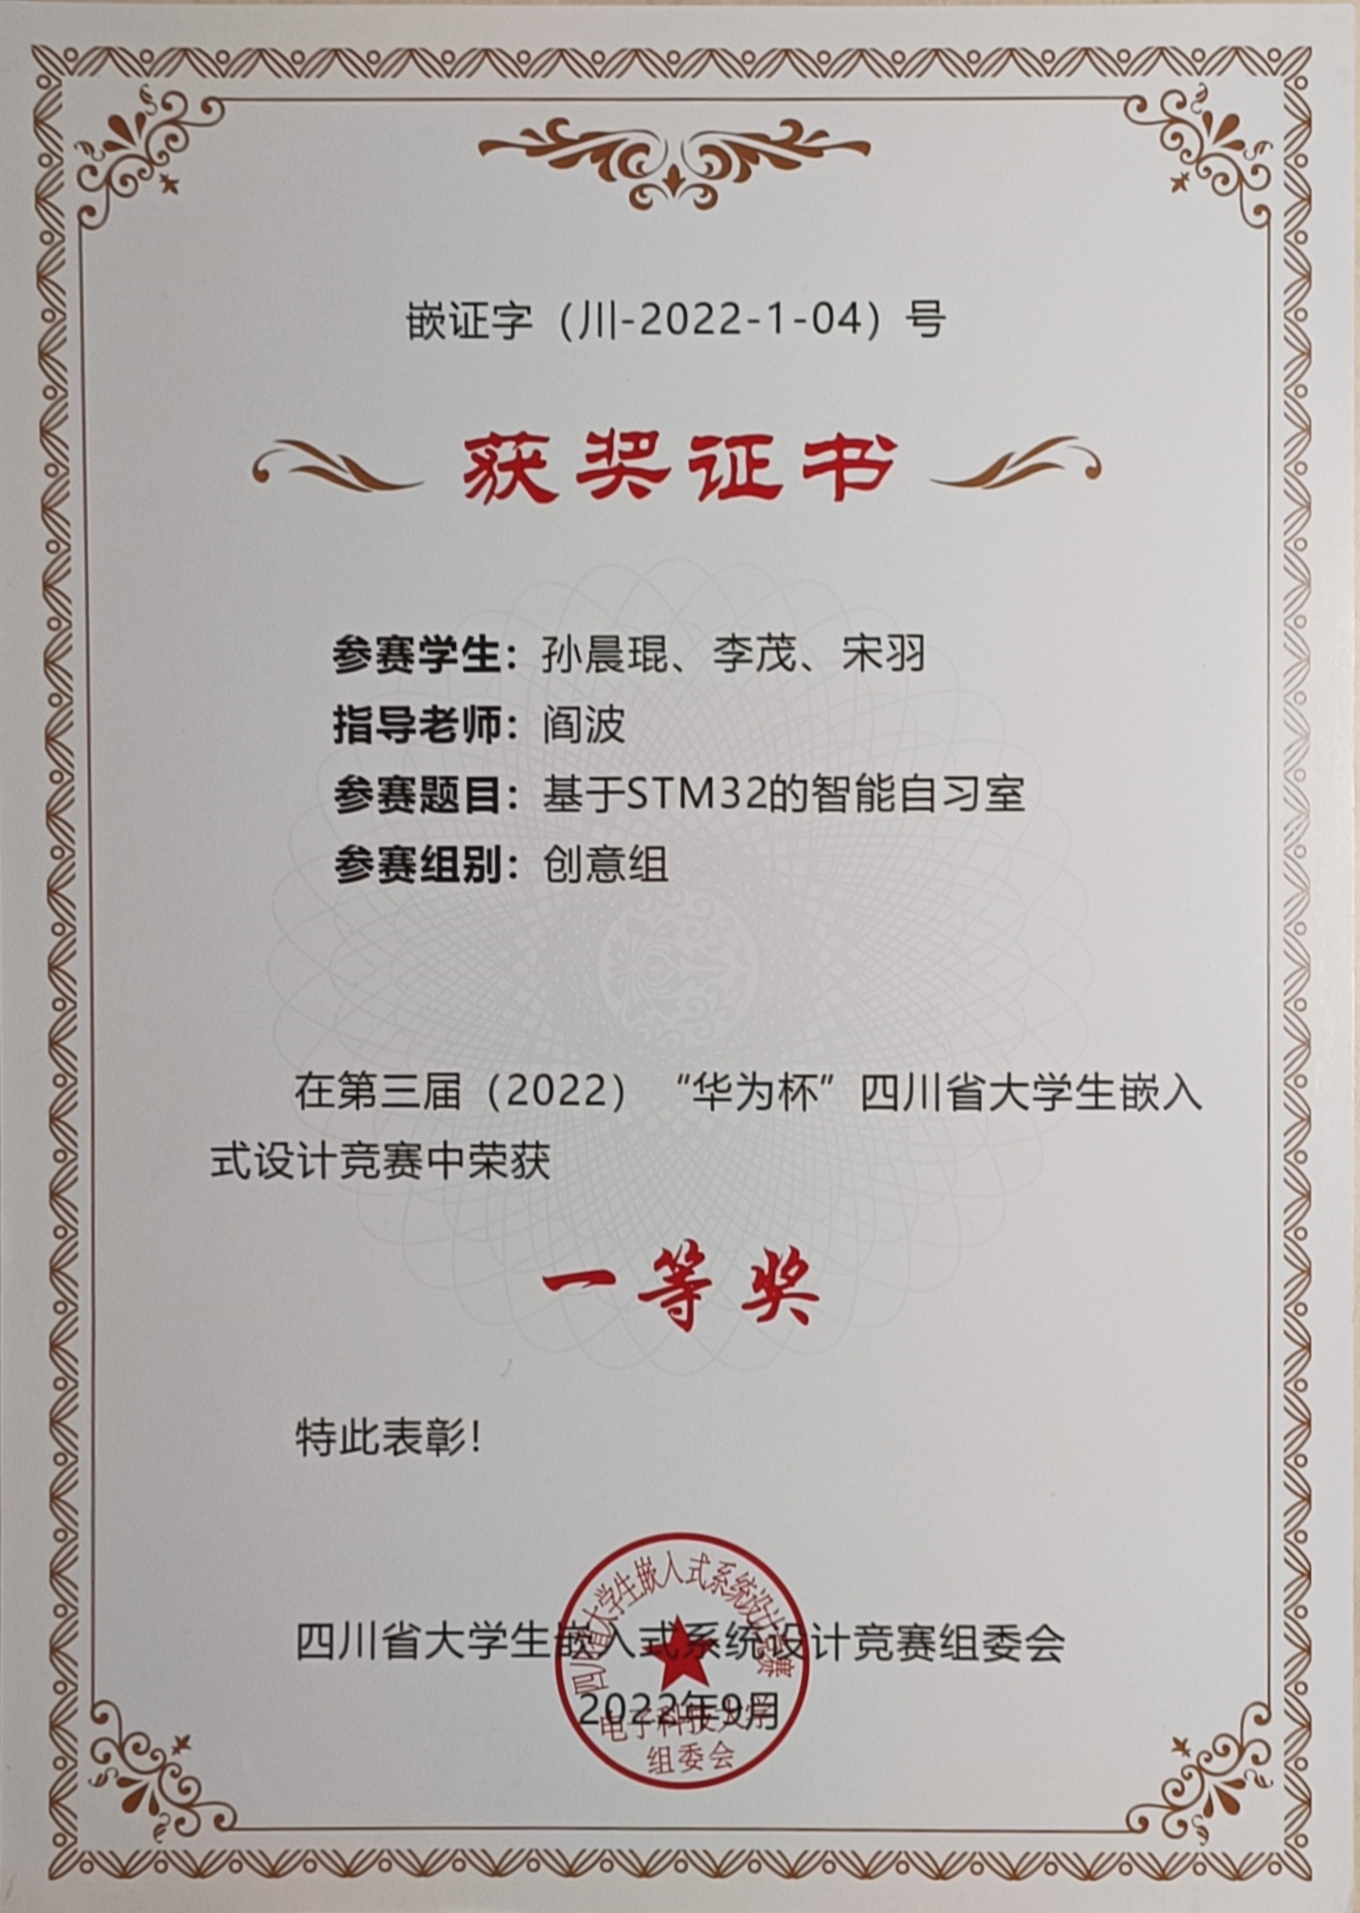 嵌证字（川-2022-1-04）号
获奖证书
参赛学生：孙晨琨、李茂、宋羽
指导老师：阎波
参赛题目：基于STM32的智能自习室
参赛组别：创意组
在第三届（2022）“华为杯”四川省大学生嵌入
式设计竞赛中荣获
一等奖
特此表彰！
四川省大学生嵌入式系统设计竞赛
四川省大学生嵌入式系统设计竞赛组委会
2022年9月
电子科技大学
组委会